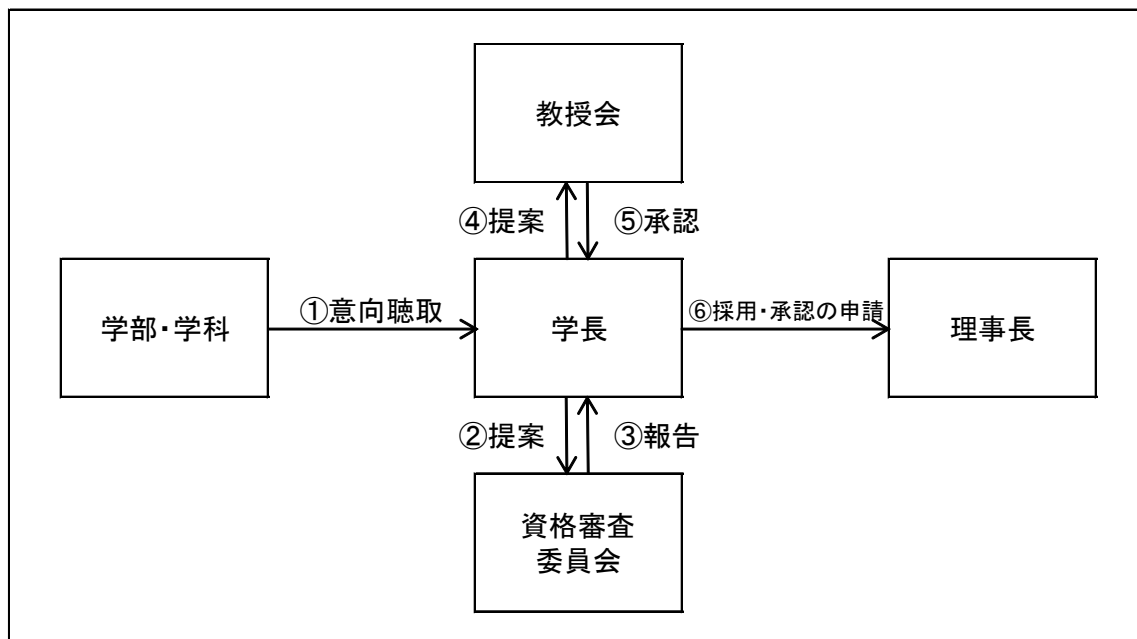 教授会
④提案
⑤承認
学部・学科
①意向聴取
学長
⑥採用・承認の申請
理事長
②提案
③報告
資格審査
委員会